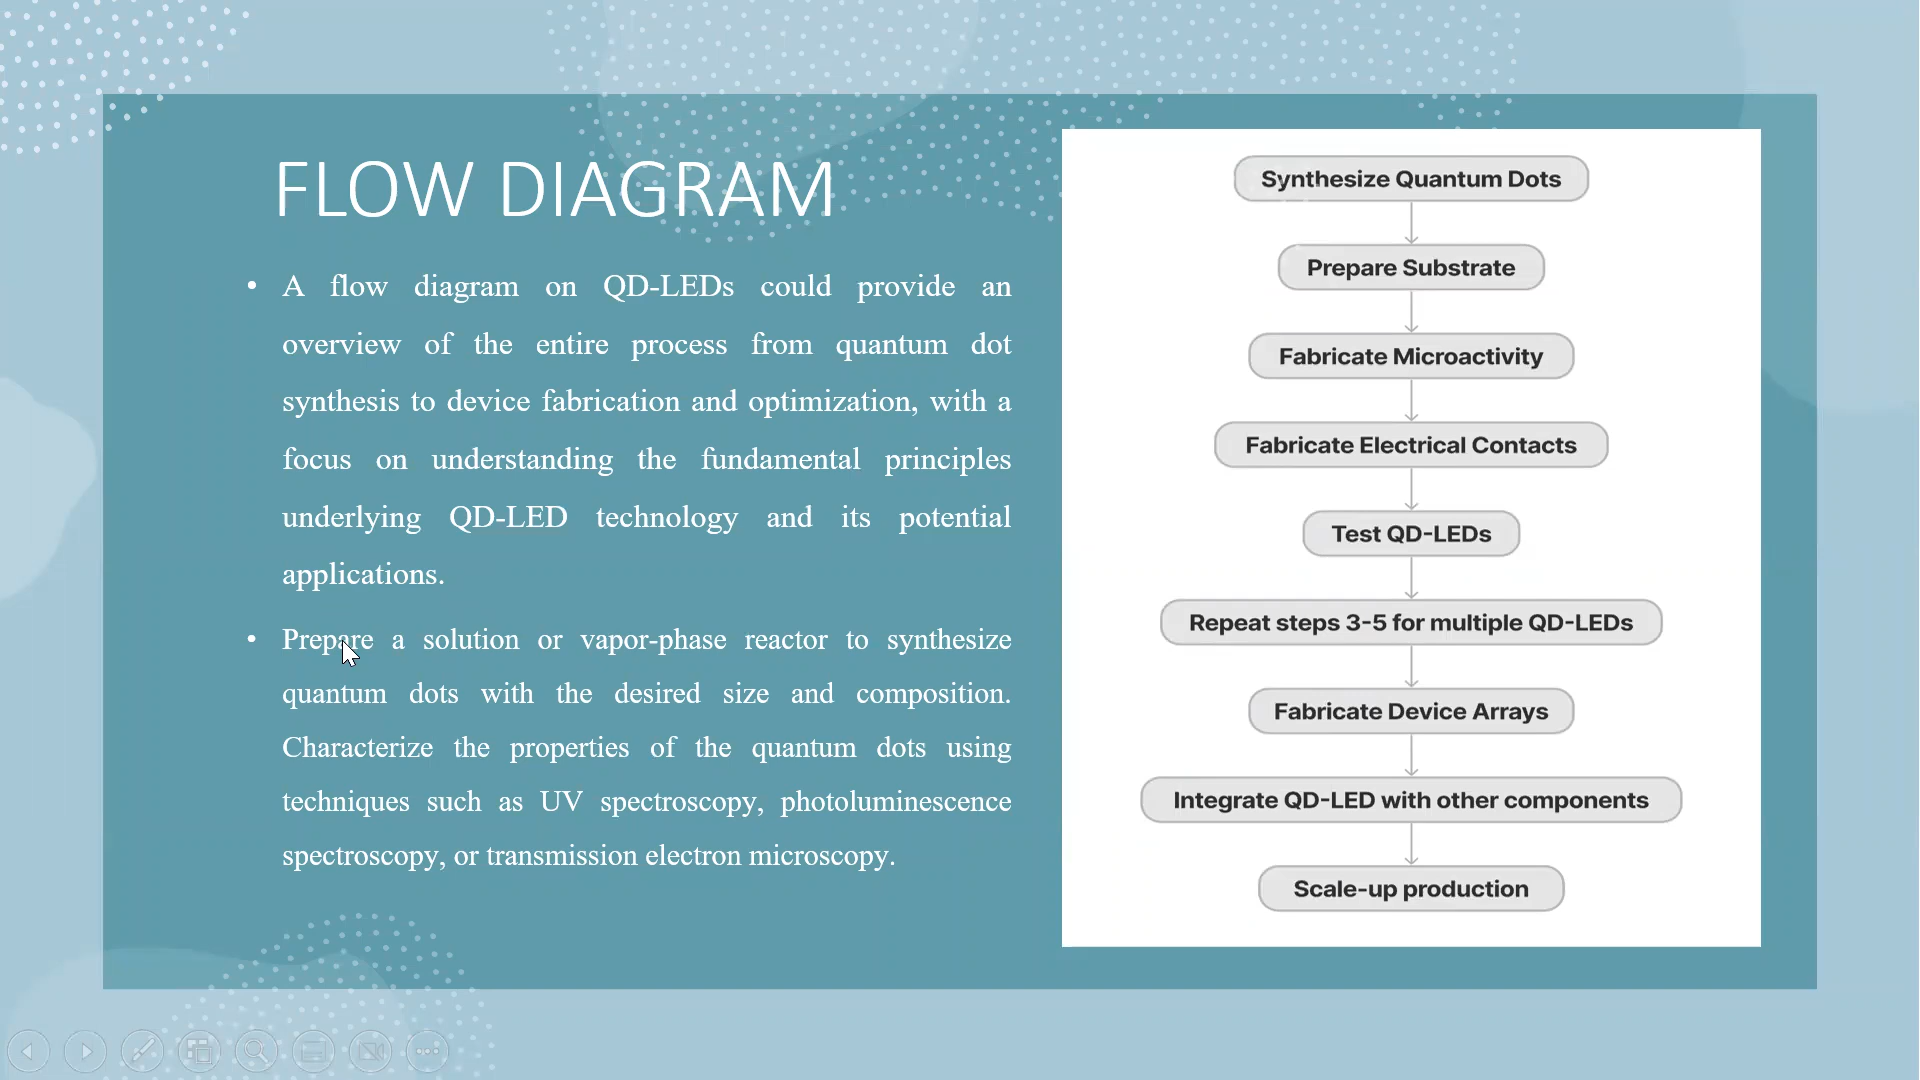 FLOW DIAGRAM
• A flow diagram on QD-LEDs could provide an
overview of the entire process from quantum dot
synthesis to device fabrication and optimization, with a
focus on understanding the fundamental principles
underlying QD-LED technology and its potential
applications.
• Prepare a solution or vapor-phase reactor to synthesize
quantum dots with the desired size and composition.
Characterize the properties of the quantum dots using
techniques such as UV spectroscopy, photoluminescence
spectroscopy, or transmission electron microscopy.
Synthesize Quantum Dots
Prepare Substrate
Fabricate Microactivity
Fabricate Electrical Contacts
Test QD-LEDs
Repeat steps 3-5 for multiple QD-LEDs
Fabricate Device Arrays
Integrate QD-LED with other components
Scale-up production